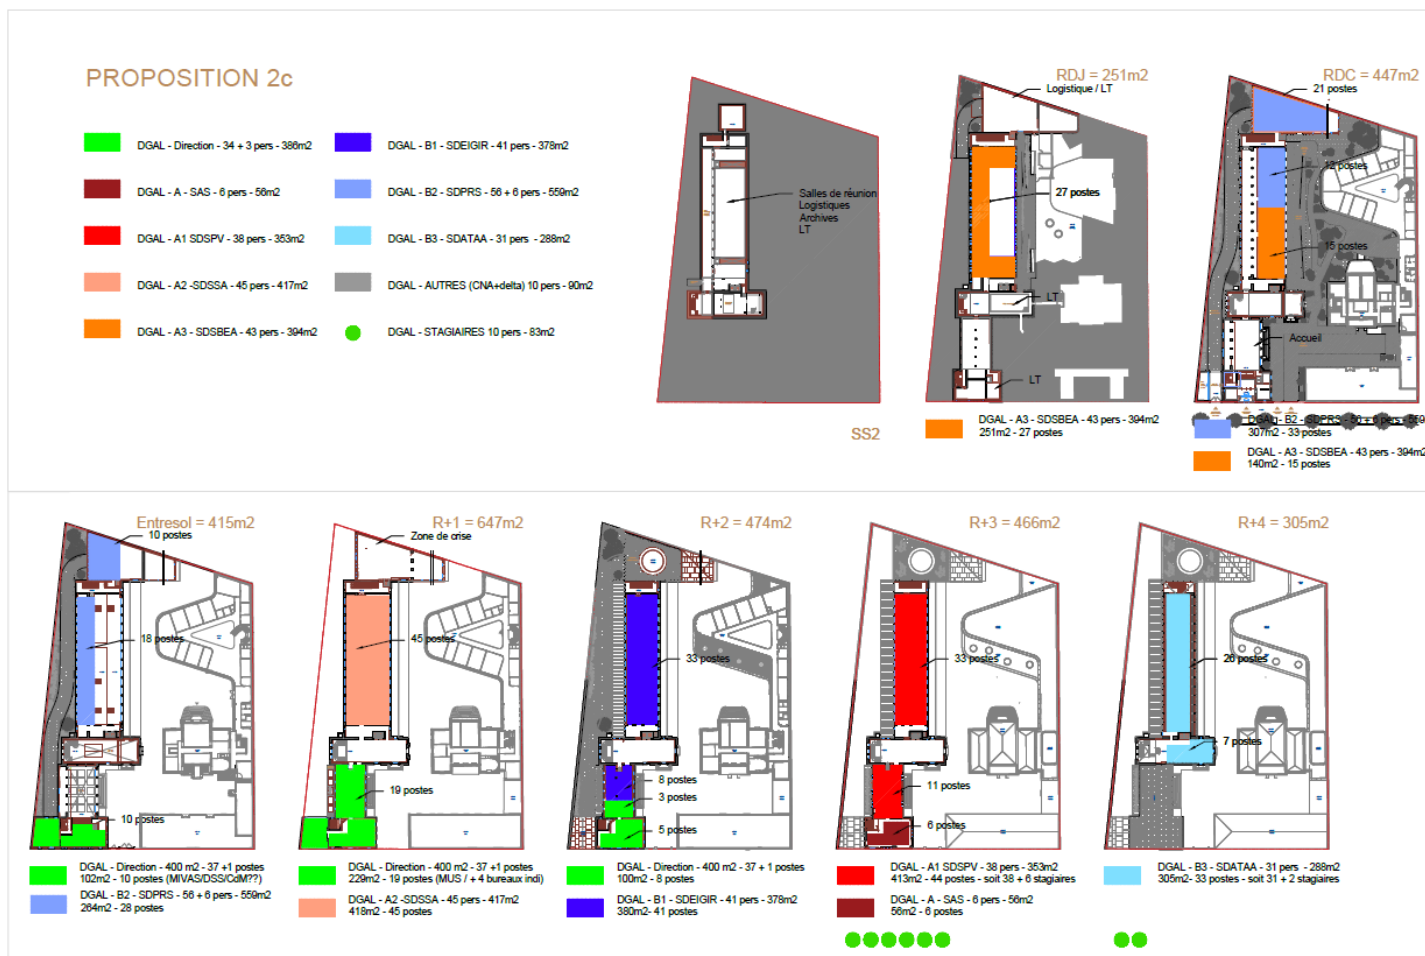 PROPOSITION 2c
DGAL - Direction - 34 + 3 pers - 386m2
DGAL - B1 - SDEIGIR - 41 pers - 378m2
DGAL - A - SAS - 6 pers - 56m2
DGAL - B2 - SDPRS - 56 + 6 pers - 559m2
DGAL - A1 SDSPV - 38 pers - 353m2
DGAL - B3 - SDATAA - 31 pers - 288m2
DGAL - A2 -SDSSA - 45 pers - 417m2
DGAL - AUTRES (CNA+delta) 10 pers - 90m2
DGAL - A3 - SDSBEA - 43 pers - 394m2
DGAL - STAGIAIRES 10 pers - 83m2
Salles de réunion
Logistiques
Archives
LT
SS2
RDJ = 251m2
Logistique / LT
27 postes
LT
LT
DGAL - A3 - SDSBEA - 43 pers - 394m2
251m2 - 27 postes
RDC = 447m2
21 postes
12 postes
15 postes
Accueil
DGAL - B2 - SDPRS - 56 + 6 pers - 559
307m2 - 33 postes
DGAL - A3 - SDSBEA - 43 pers - 394m2
140m2 - 15 postes
Entresol = 415m2
10 postes
18 postes
10 postes
DGAL - Direction - 400 m2 - 37 +1 postes
102m2 - 10 postes (MIVAS/DSS/CdM??)
DGAL - B2 - SDPRS - 56 + 6 pers - 559m2
264m2 - 28 postes
R+1 = 647m2
Zone de crise
45 postes
19 postes
DGAL - Direction - 400 m2 - 37 +1 postes
229m2 - 19 postes (MUS / + 4 bureaux indi)
DGAL - A2 -SDSSA - 45 pers - 417m2
418m2 - 45 postes
R+2 = 474m2
33 postes
8 postes
3 postes
5 postes
DGAL - Direction - 400 m2 - 37 + 1 postes
100m2 - 8 postes
DGAL - B1 - SDEIGIR - 41 pers - 378m2
380m2- 41 postes
R+3 = 466m2
33 postes
11 postes
6 postes
DGAL - A1 SDSPV - 38 pers - 353m2
413m2 - 44 postes - soit 38 + 6 stagiaires
DGAL - A - SAS - 6 pers - 56m2
56m2 - 6 postes
R+4 = 305m2
26 postes
7 postes
DGAL - B3 - SDATAA - 31 pers - 288m2
305m2- 33 postes - soit 31 + 2 stagiaires